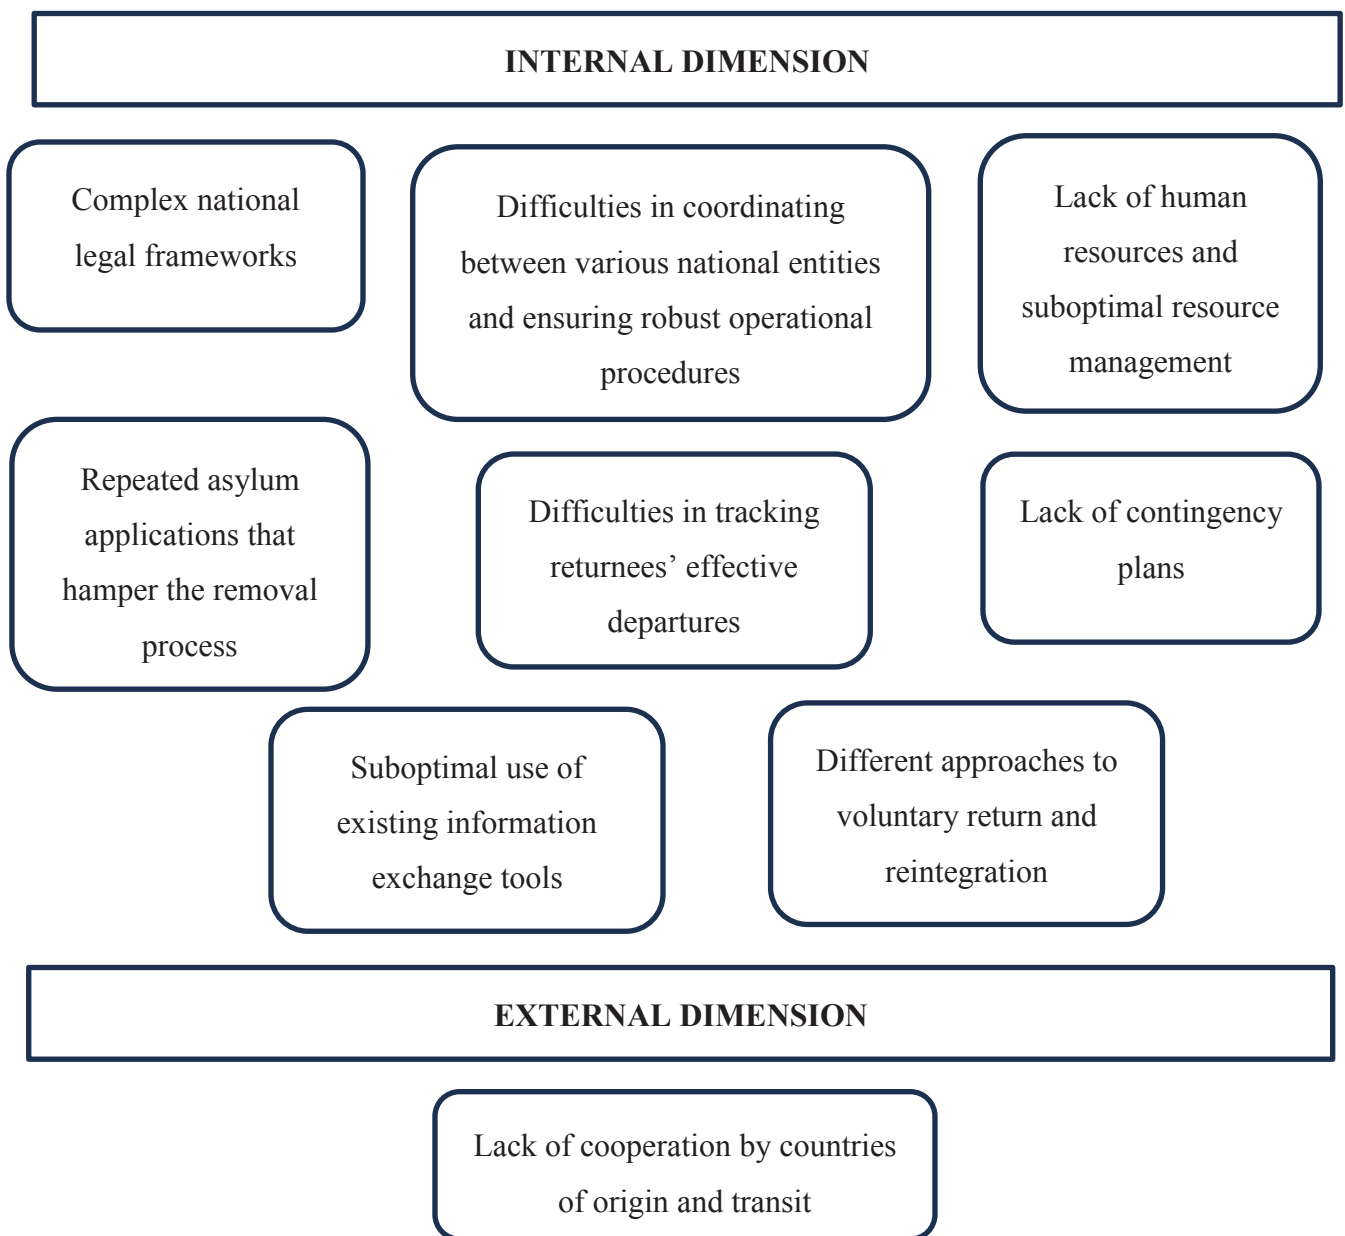 INTERNAL DIMENSION
Complex national
legal frameworks
Difficulties in coordinating
between various national entities
and ensuring robust operational
procedures
Lack of human
resources and
suboptimal resource
management
Repeated asylum
applications that
hamper the removal
process
Difficulties in tracking
returnees’ effective
departures
Lack of contingency
plans
Suboptimal use of
existing information
exchange tools
Different approaches to
voluntary return and
reintegration
EXTERNAL DIMENSION
Lack of cooperation by countries
of origin and transit